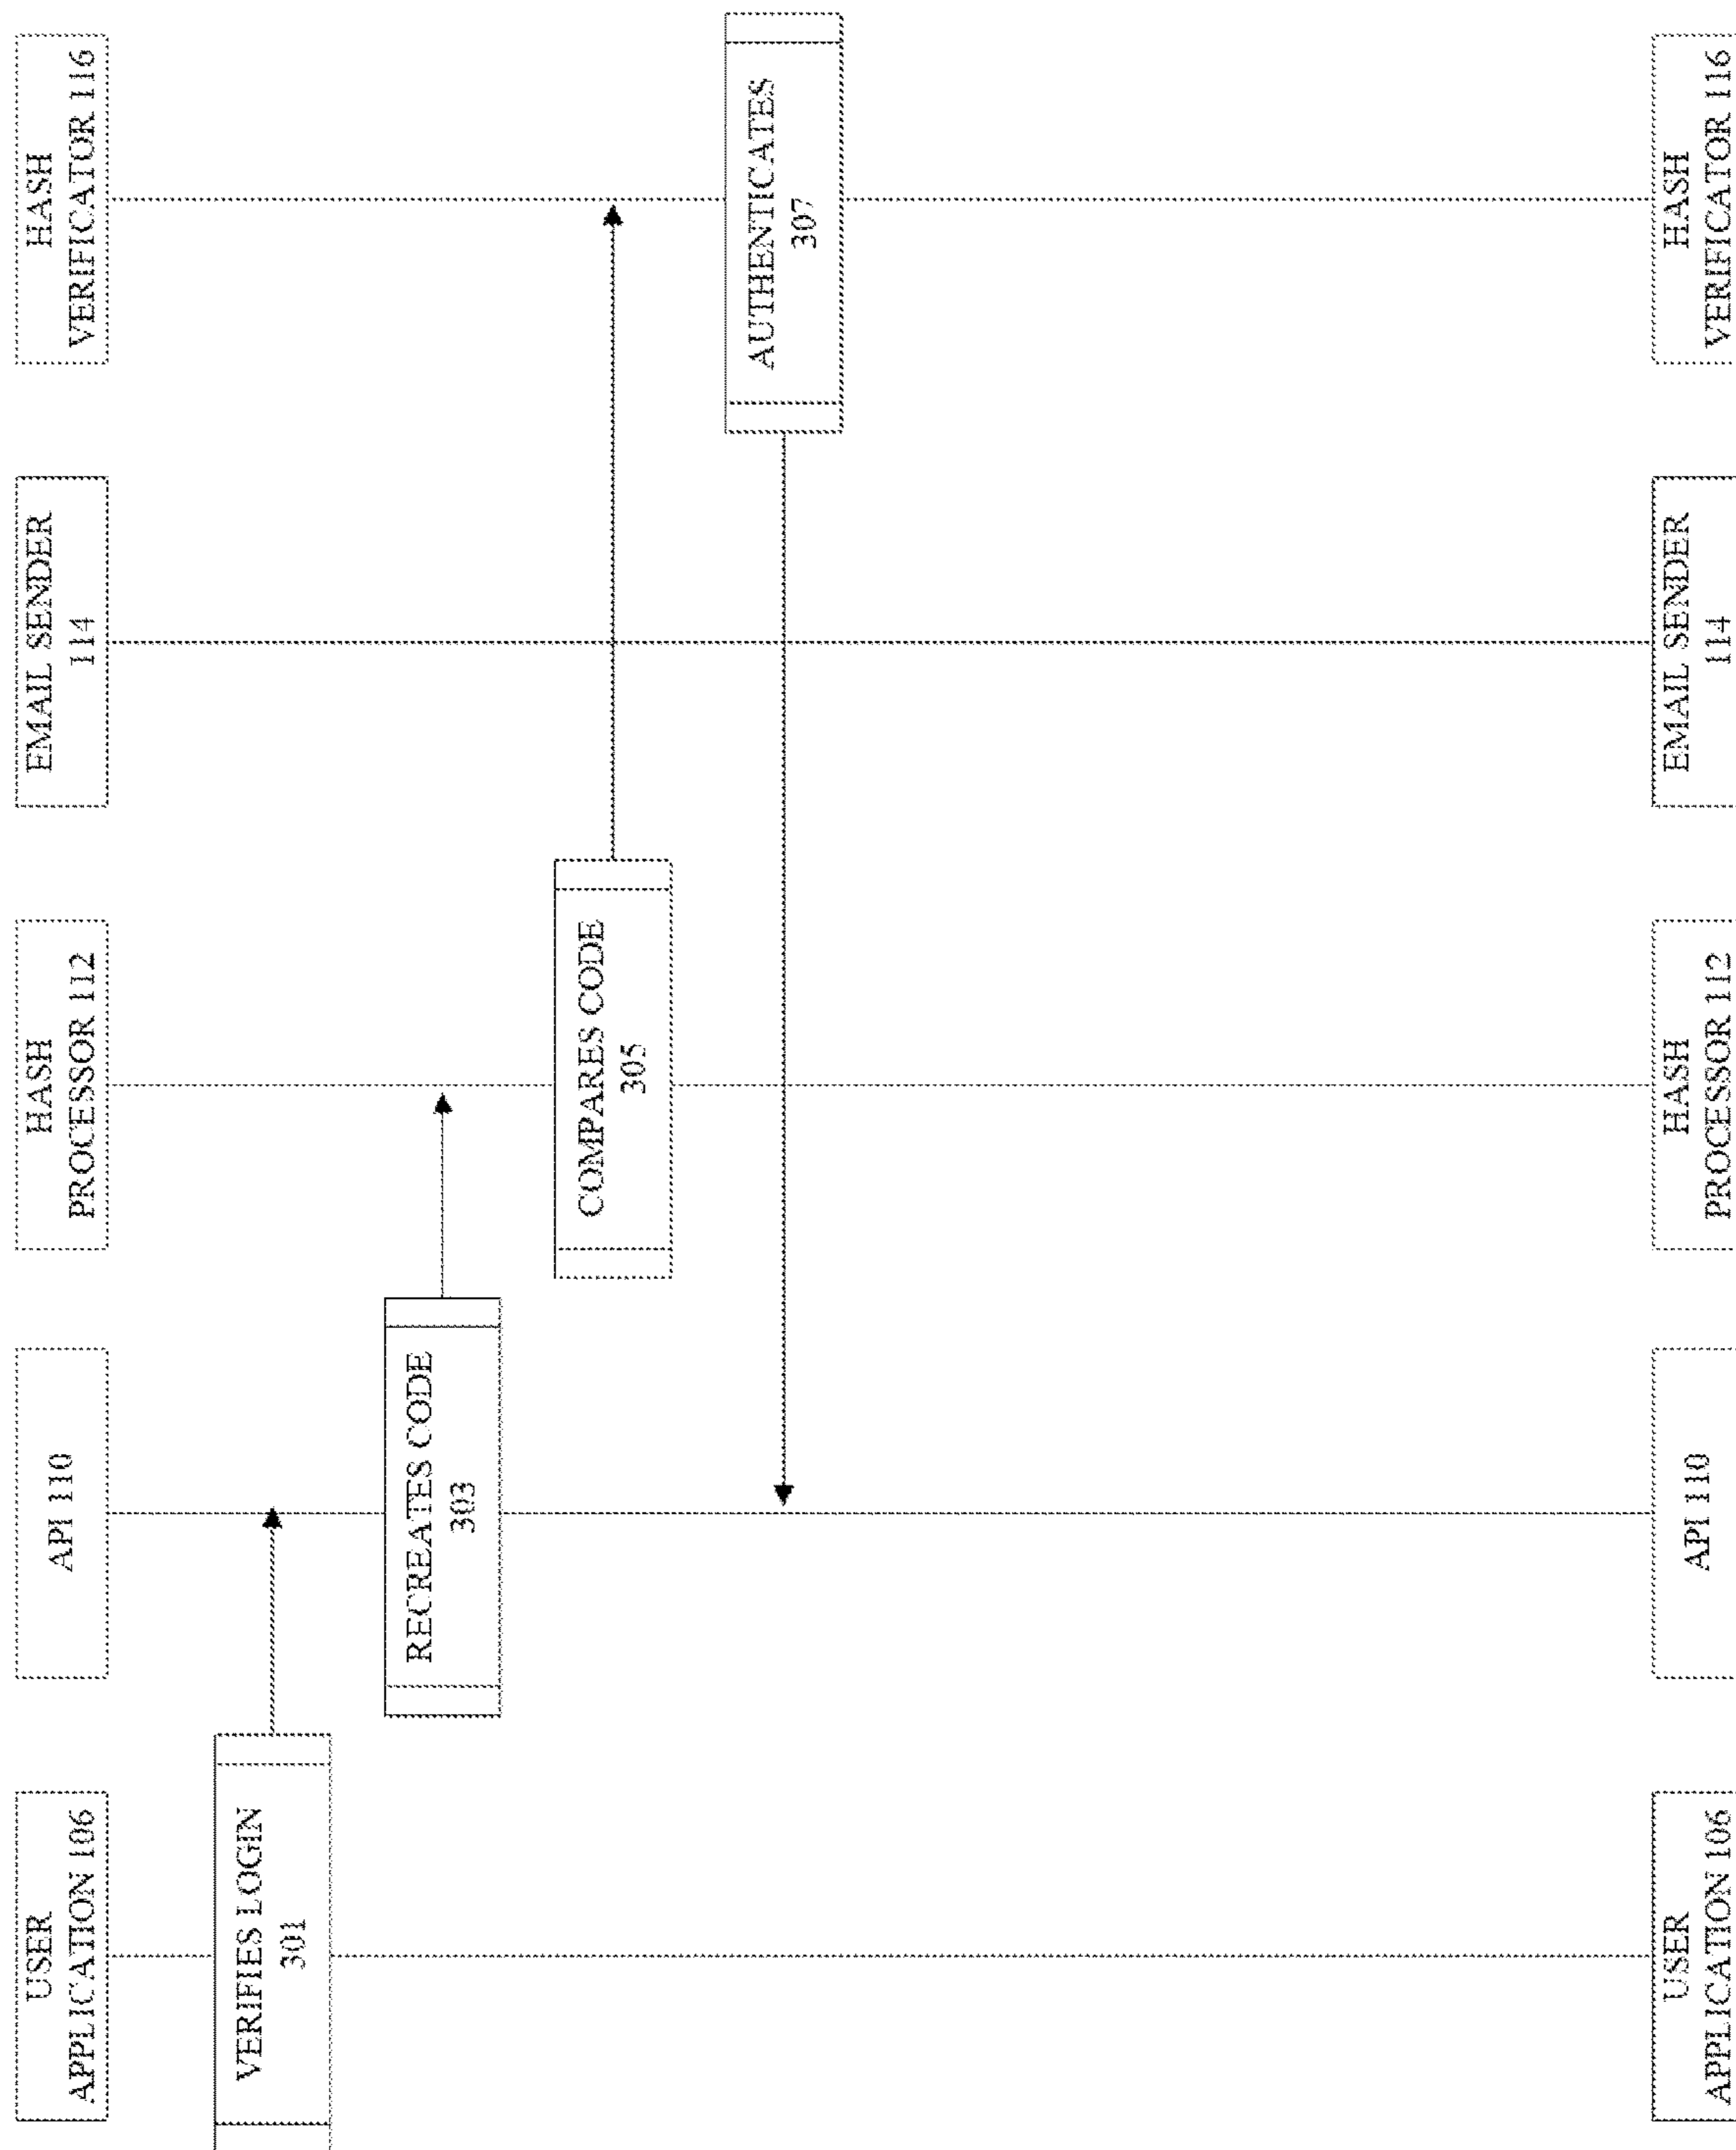 USER
APPLICATION 106
API 110
HASH
PROCESSOR 112
EMAIL SENDER
114
HASH
VERIFICATOR 116
VERIFIES LOGIN
301
RECREATES CODE
303
COMPARES CODE
305
AUTHENTICATES
307
USER
APPLICATION 106
API 110
HASH
PROCESSOR 112
EMAIL SENDER
114
HASH
VERIFICATOR 116